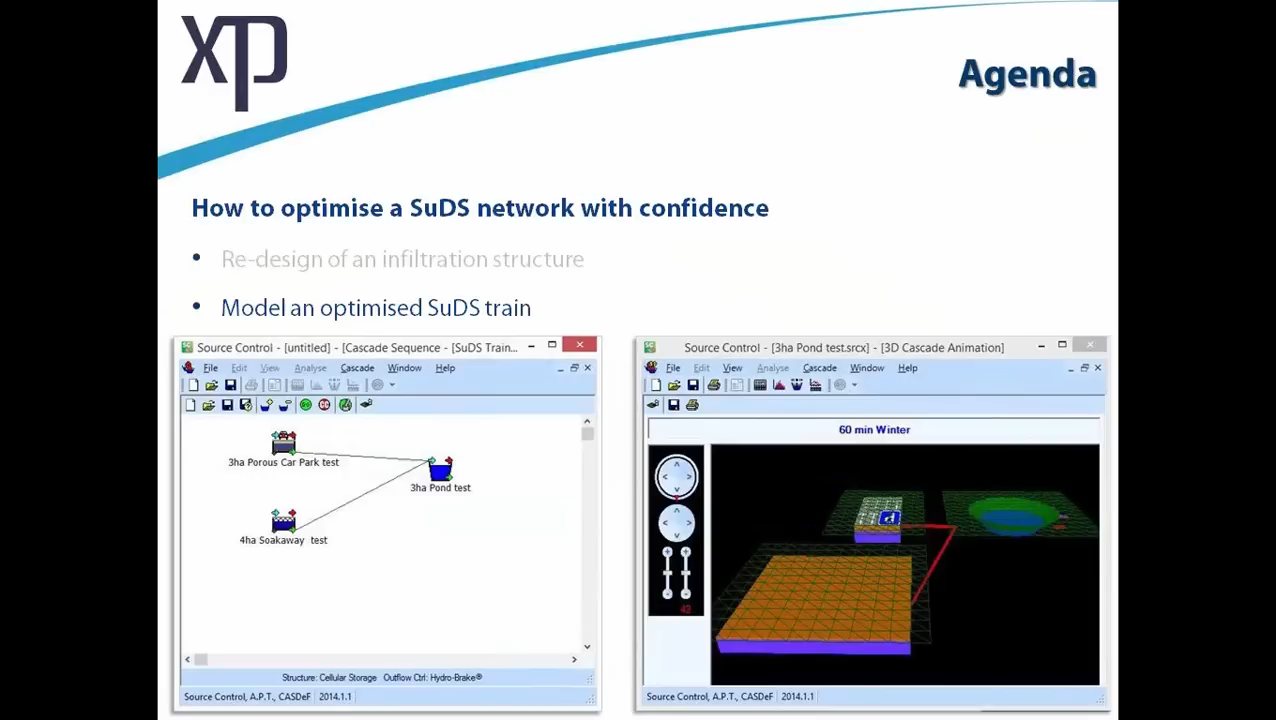 xp
Agenda
How to optimise a SuDS network with confidence
• Re-design of an infiltration structure
• Model an optimised SuDS train
Source Control - [untitled] - [Cascade Sequence - [SuDS Train...
File Edit View Analyse Cascade Window Help
3ha Porous Car Park test
3ha Pond test
4ha Soakaway test
Structure: Cellular Storage Outflow Ctrl: Hydro-Brake®
Source Control, A.P.T., CASDeF 2014.1.1
Source Control - [3ha Pond test.srcx] - [3D Cascade Animation]
File Edit View Analyse Cascade Window Help
60 min Winter
42
Source Control, A.P.T., CASDeF 2014.1.1